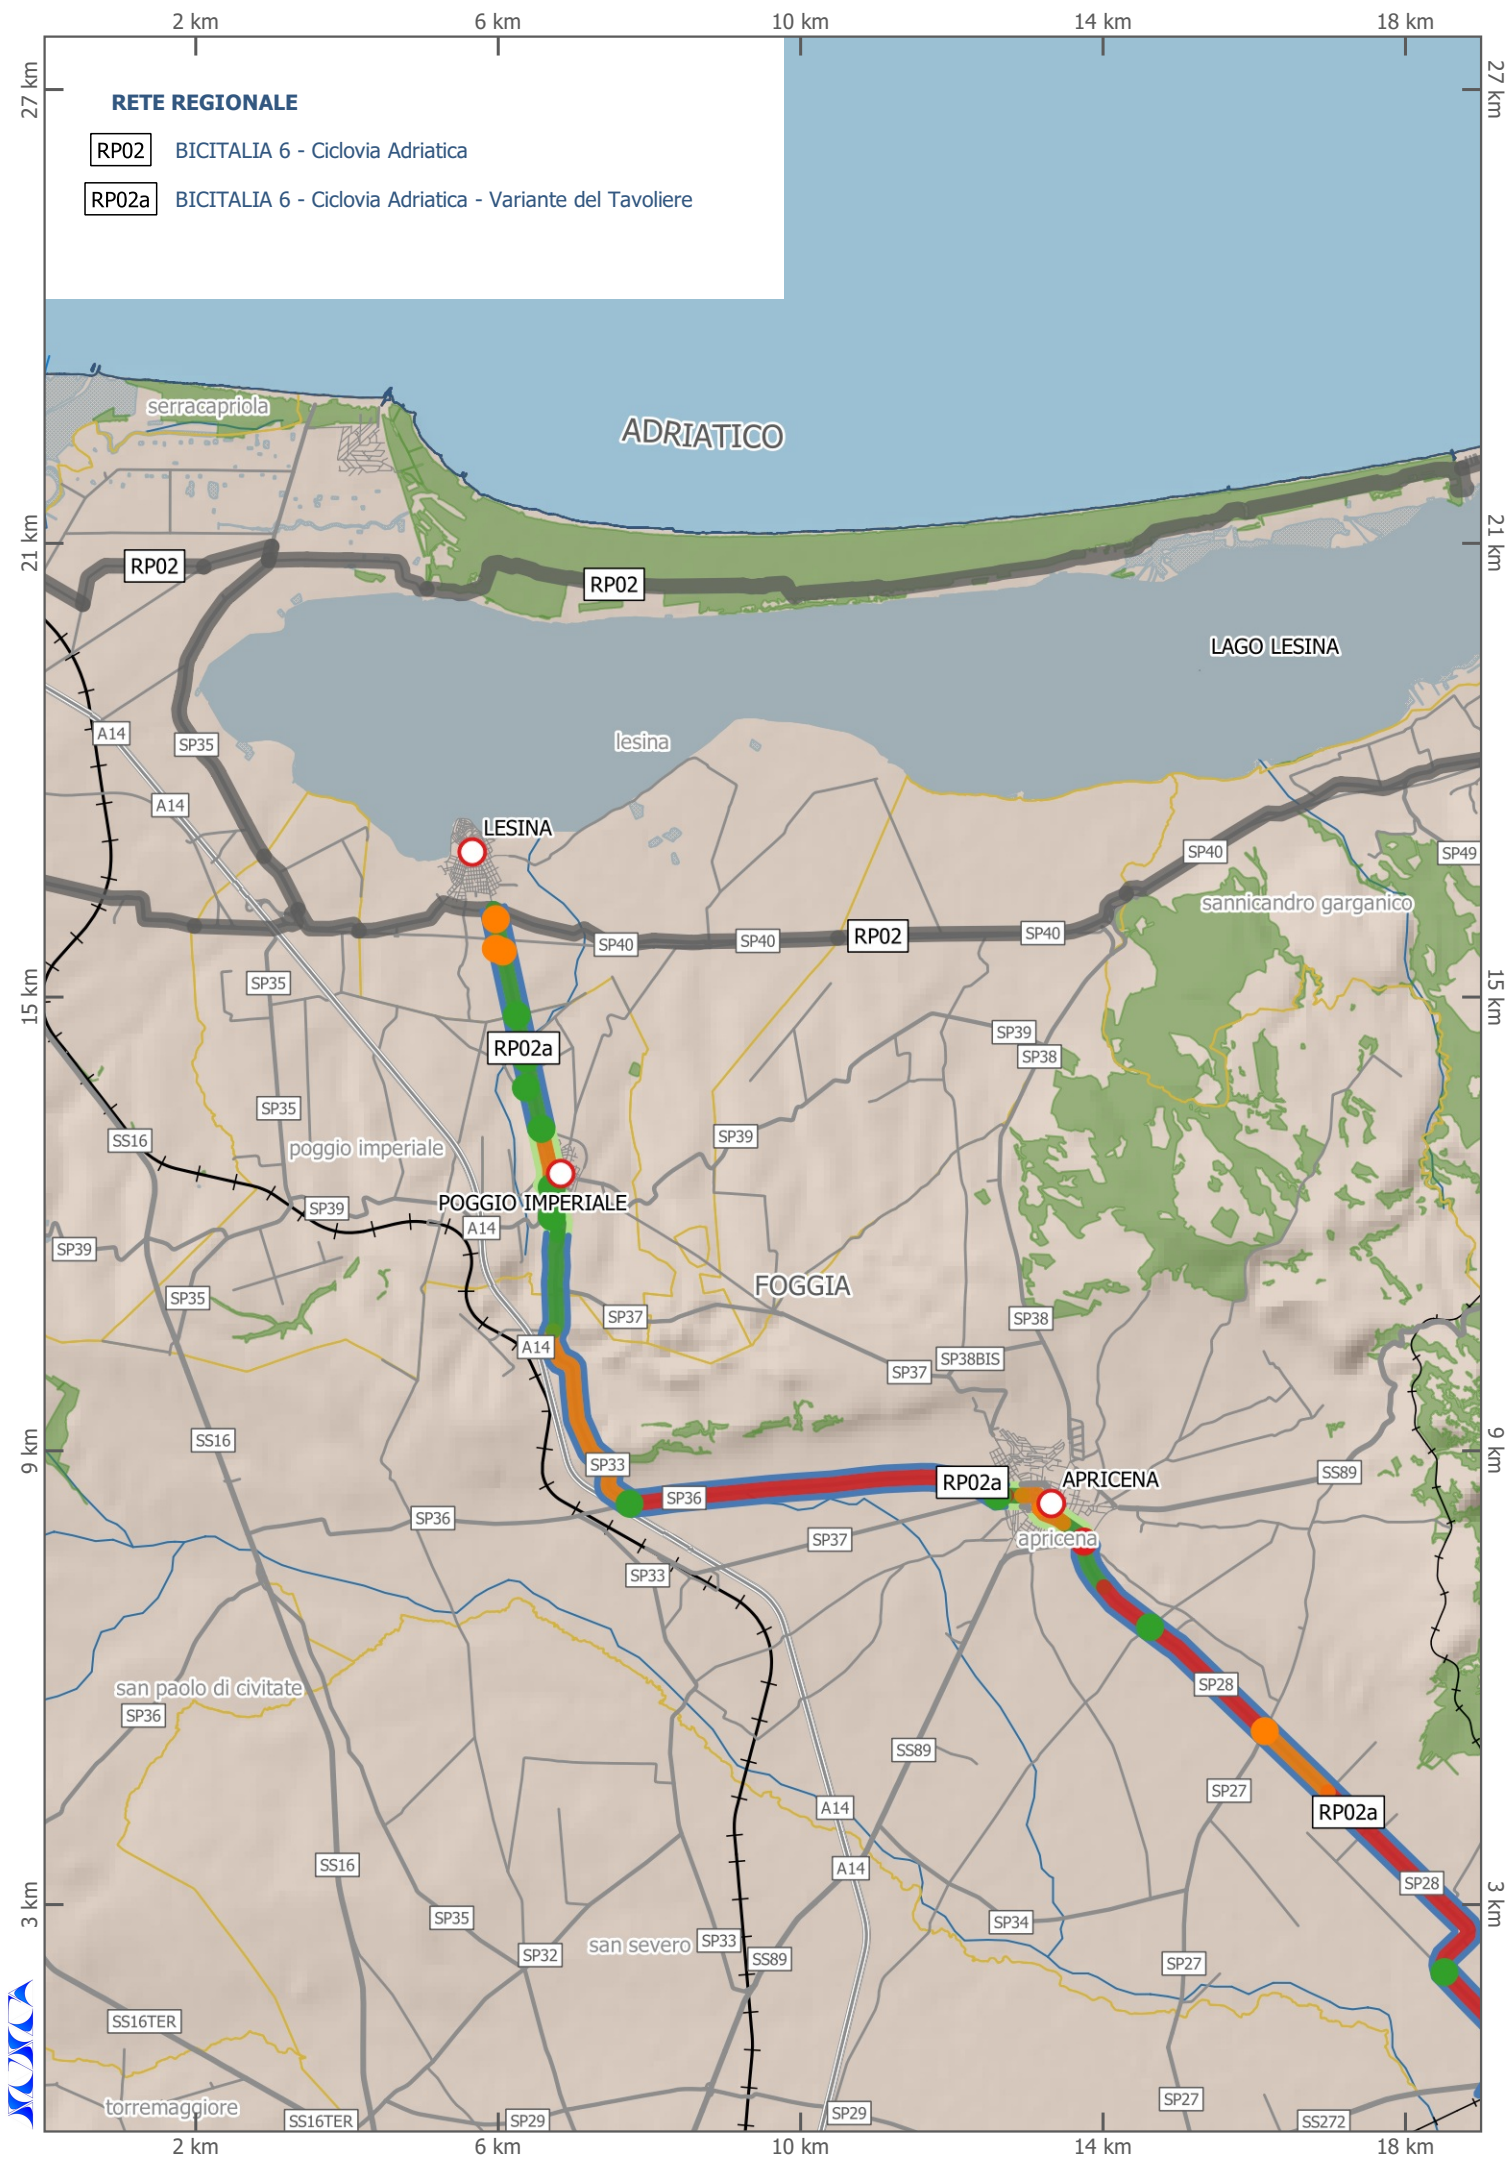 2 km
6 km
10 km
14 km
18 km
27 km
27 km
RETE REGIONALE
RP02
BICITALIA 6 - Ciclovia Adriatica
RP02a
BICITALIA 6 - Ciclovia Adriatica - Variante del Tavoliere
serracapriola
ADRIATICO
21 km
21 km
RP02
RP02
LAGO LESINA
A14
SP35
lesina
A14
LESINA
SP40
SP49
sannicandro garganico
SP40
SP40
RP02
SP40
SP35
15 km
15 km
SP39
RP02a
SP38
SP35
SS16
SP39
poggio imperiale
POGGIO IMPERIALE
SP39
A14
SP39
FOGGIA
SP35
SP37
SP38
A14
SP38BIS
SP37
SS16
9 km
9 km
SP33
SS89
RP02a
APRICENA
SP36
SP36
SP37
apricena
SP33
san paolo di civitate
SP28
SP36
SS89
SP27
A14
RP02a
SS16
A14
SP28
3 km
3 km
SP35
SP34
SP33
san severo
SP32
SS89
SP27
SS16TER
SP27
torremaggiore
SS16TER
SP29
SP29
SS272
2 km
6 km
10 km
14 km
18 km